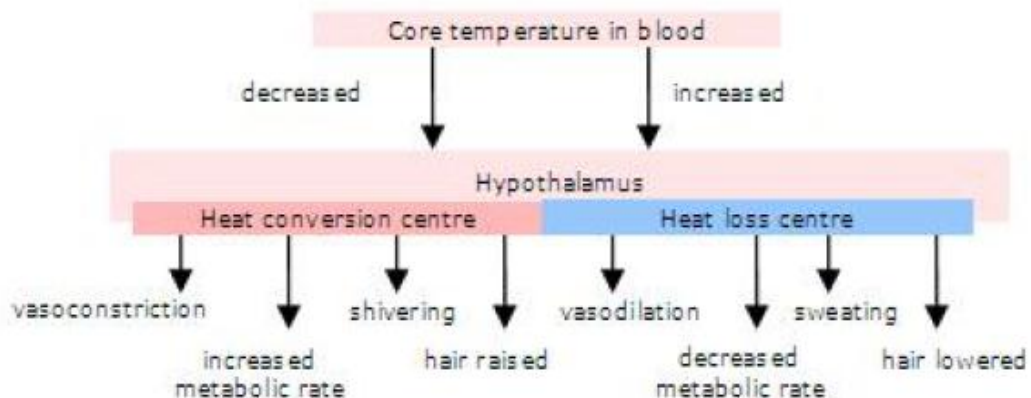 Core temperature in blood
decreased
increased
Hypothalamus
Heat conversion centre
Heat loss centre
vasoconstriction
shivering
vasodilation
sweating
increased
metabolic rate
hair raised
decreased
metabolic rate
hair lowered